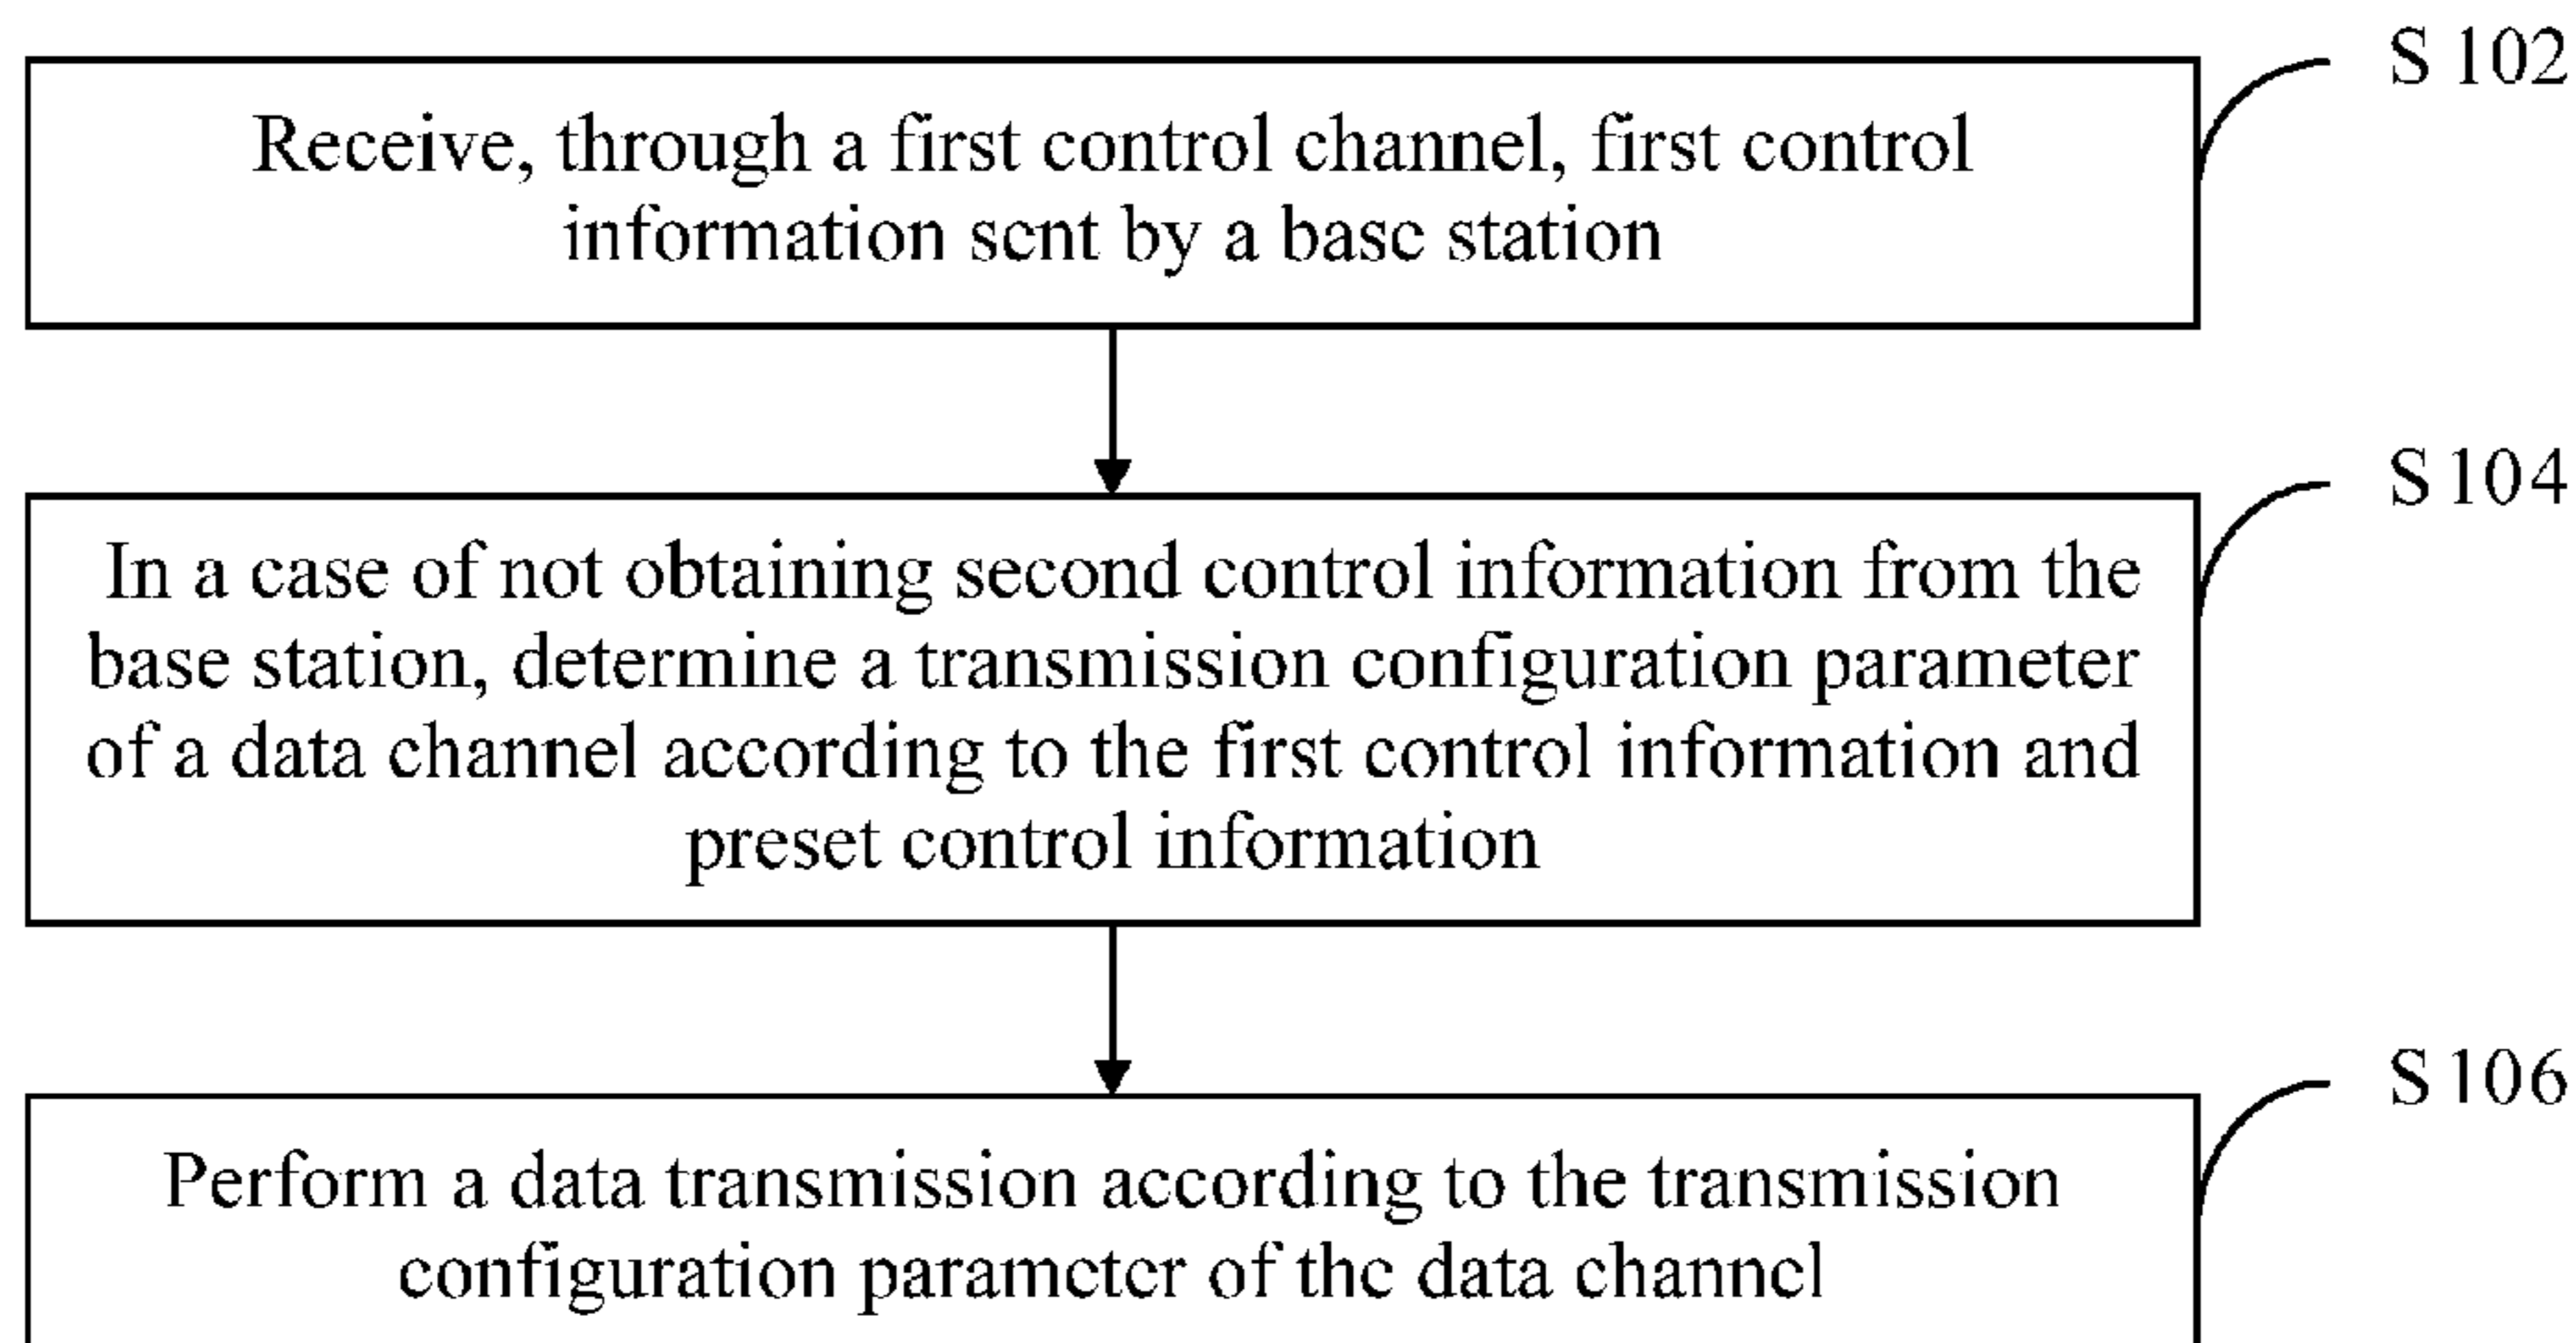 S 102
Receive, through a first control channel, first control
information sent by a base station
S 104
In a case of not obtaining second control information from the
base station, determine a transmission configuration parameter
of a data channel according to the first control information and
preset control information
S 106
Perform a data transmission according to the transmission
configuration parameter of the data channel